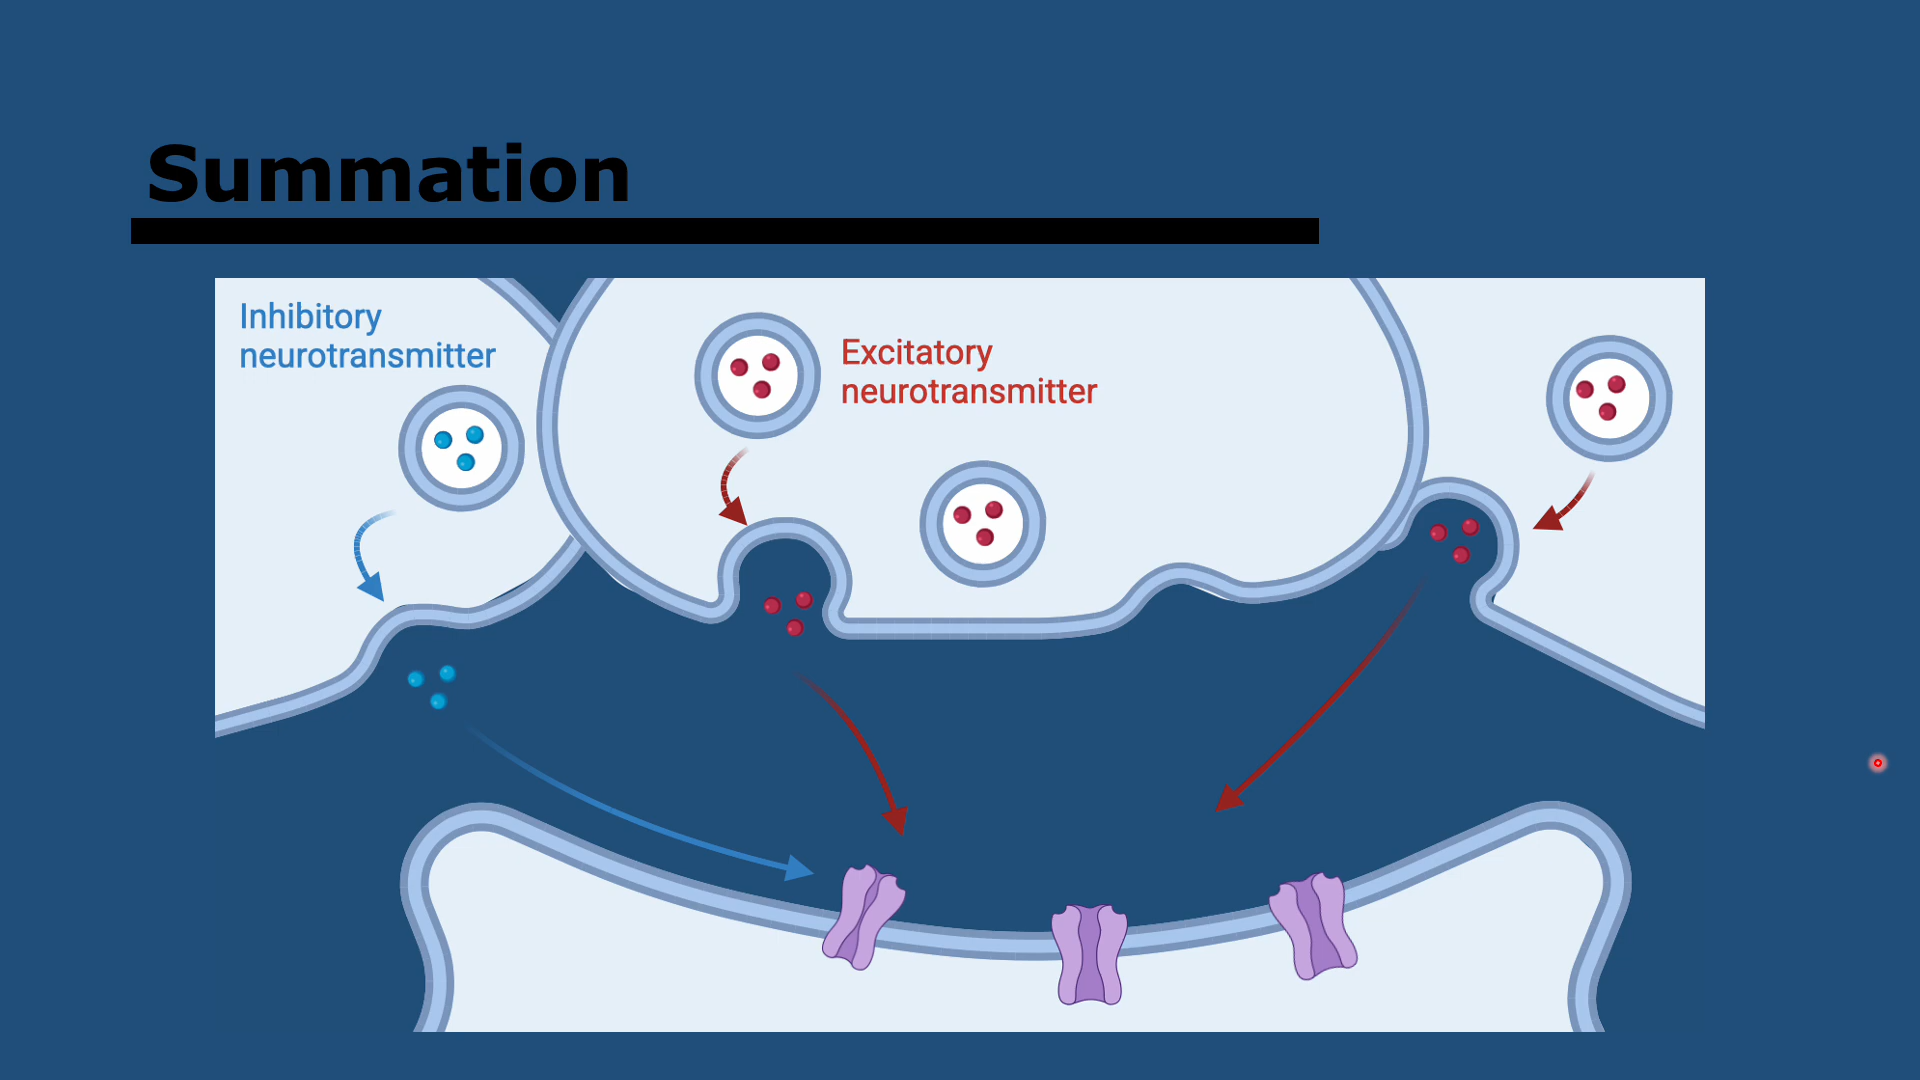 Summation
Inhibitory
neurotransmitter
Excitatory
neurotransmitter